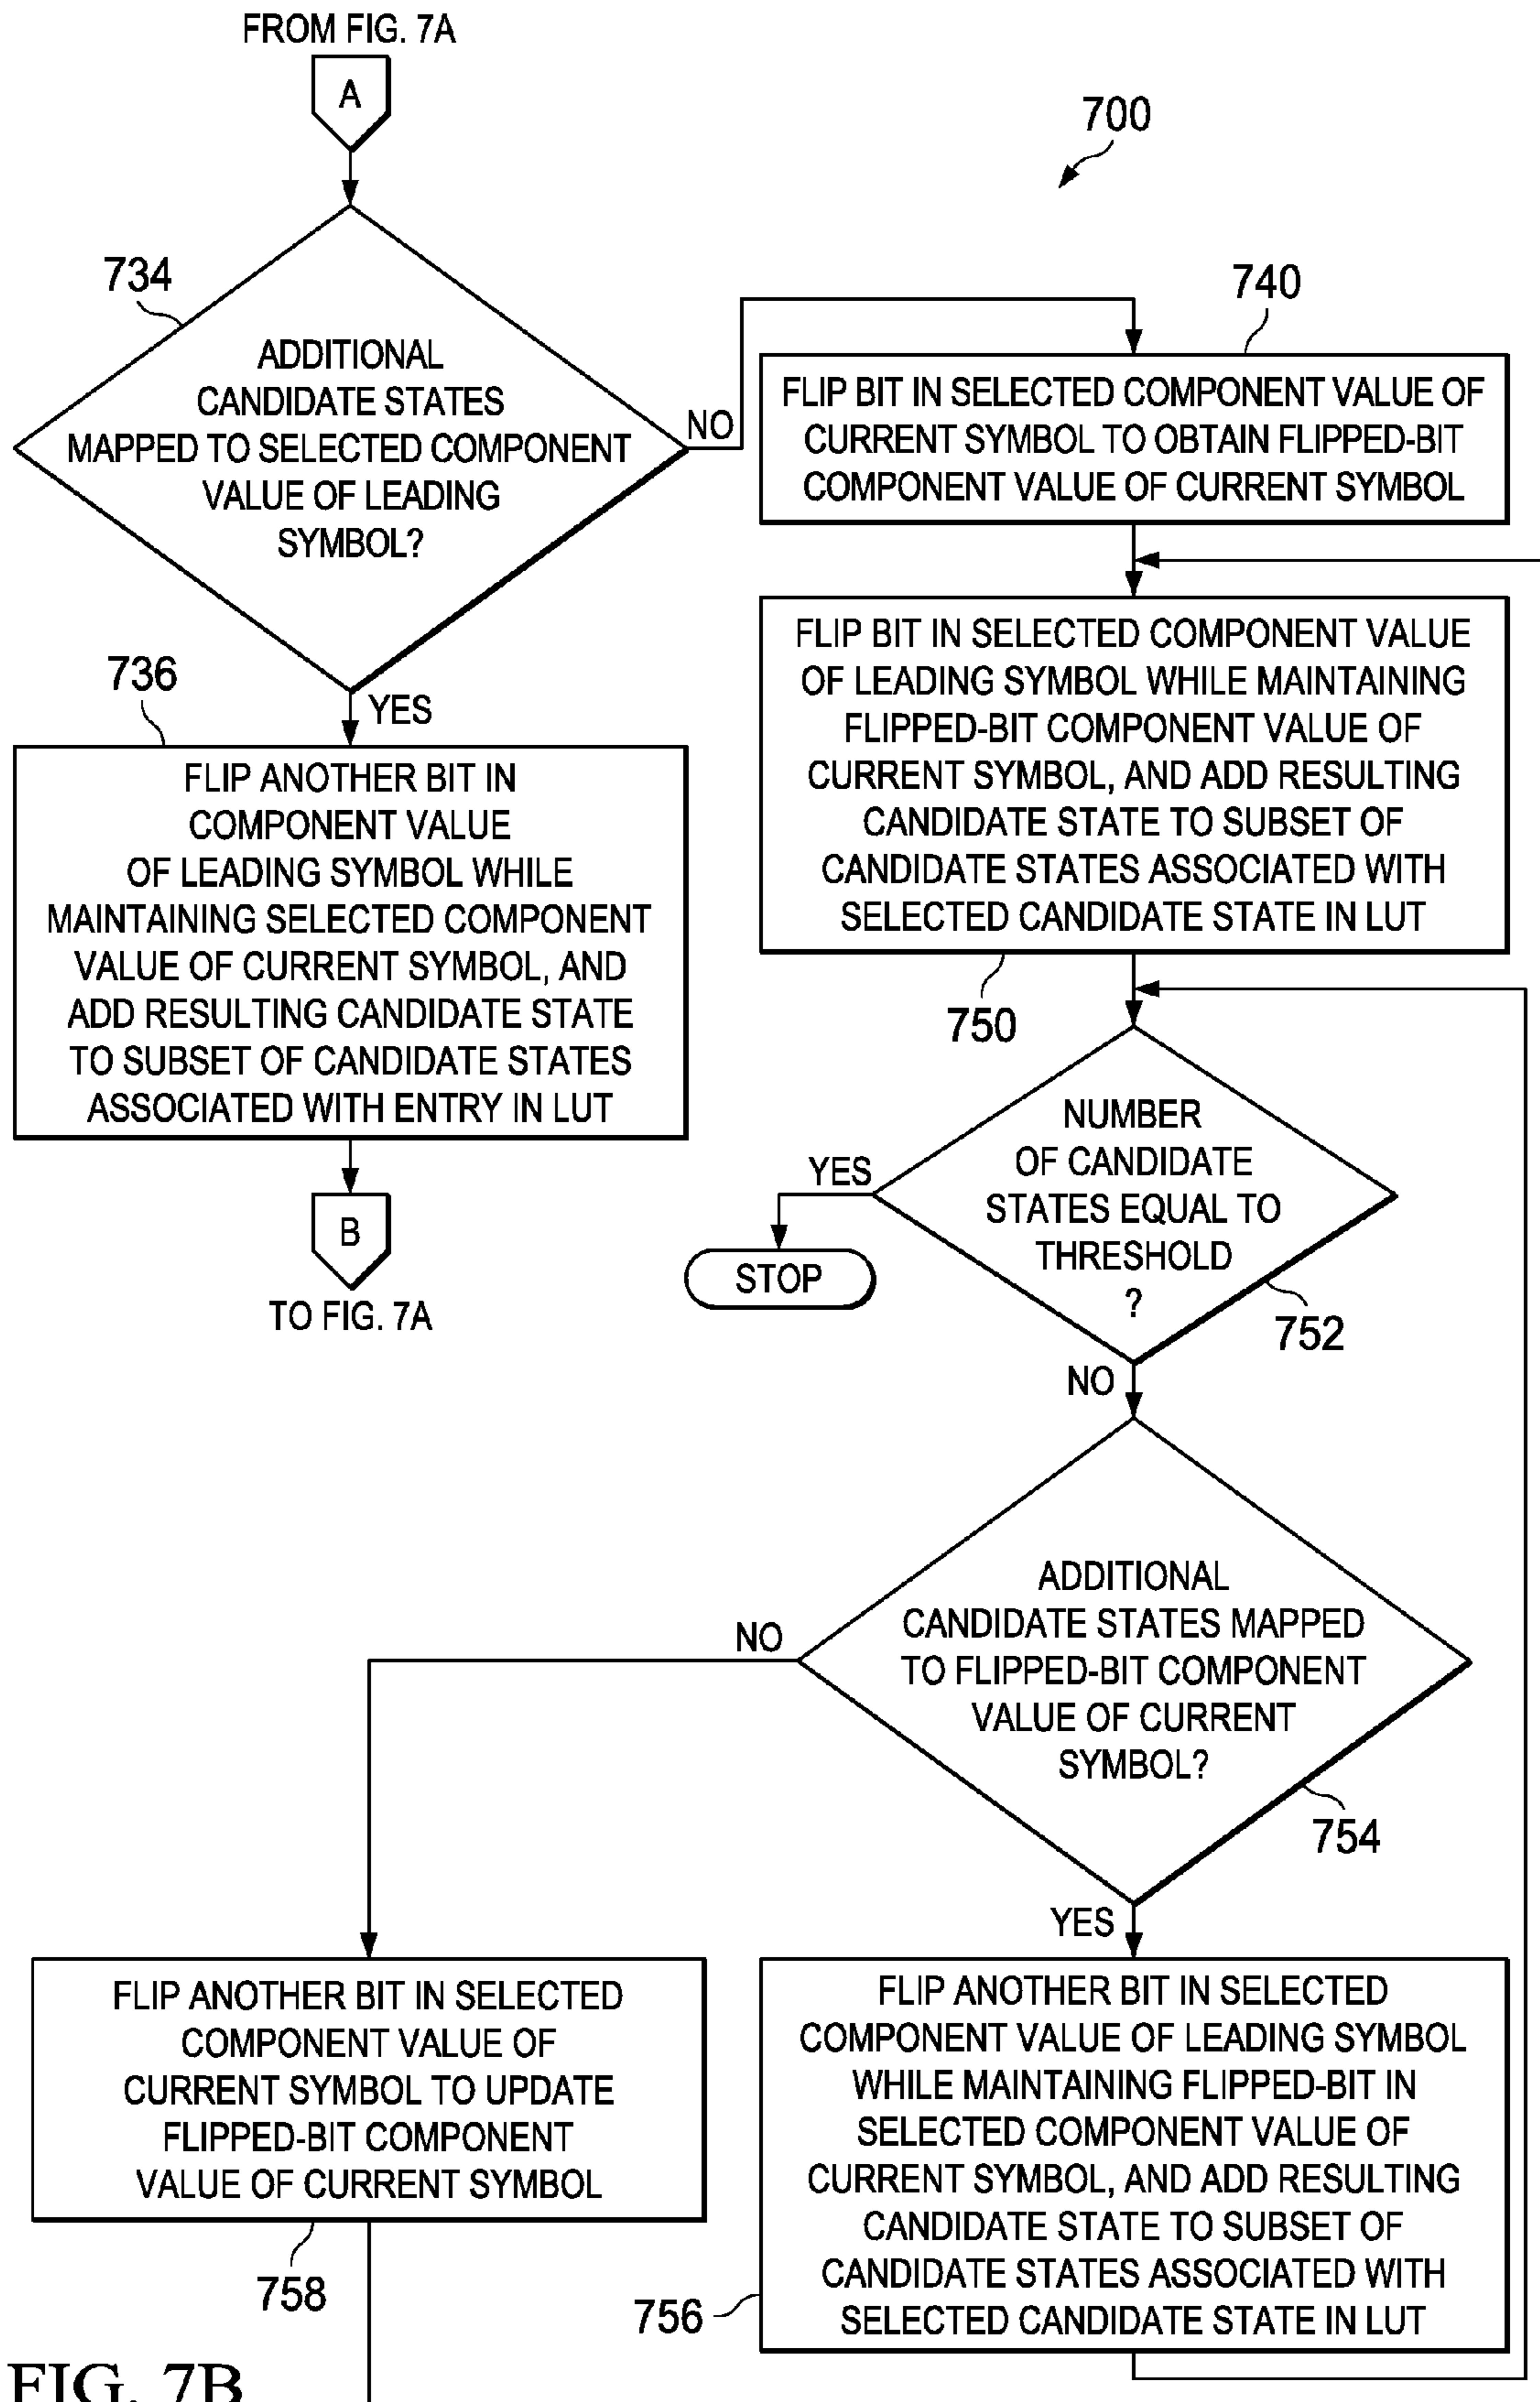 FROM FIG. 7A
A
700
734
ADDITIONAL
CANDIDATE STATES
MAPPED TO SELECTED COMPONENT
VALUE OF LEADING
SYMBOL?
NO
YES
740
FLIP BIT IN SELECTED COMPONENT VALUE OF
CURRENT SYMBOL TO OBTAIN FLIPPED-BIT
COMPONENT VALUE OF CURRENT SYMBOL
736
FLIP ANOTHER BIT IN
COMPONENT VALUE
OF LEADING SYMBOL WHILE
MAINTAINING SELECTED COMPONENT
VALUE OF CURRENT SYMBOL, AND
ADD RESULTING CANDIDATE STATE
TO SUBSET OF CANDIDATE STATES
ASSOCIATED WITH ENTRY IN LUT
B
TO FIG. 7A
FLIP BIT IN SELECTED COMPONENT VALUE
OF LEADING SYMBOL WHILE MAINTAINING
FLIPPED-BIT COMPONENT VALUE OF
CURRENT SYMBOL, AND ADD RESULTING
CANDIDATE STATE TO SUBSET OF
CANDIDATE STATES ASSOCIATED WITH
SELECTED CANDIDATE STATE IN LUT
750
NUMBER
OF CANDIDATE
STATES EQUAL TO
THRESHOLD
?
YES
STOP
752
NO
ADDITIONAL
CANDIDATE STATES MAPPED
TO FLIPPED-BIT COMPONENT
VALUE OF CURRENT
SYMBOL?
NO
754
YES
FLIP ANOTHER BIT IN SELECTED
COMPONENT VALUE OF
CURRENT SYMBOL TO UPDATE
FLIPPED-BIT COMPONENT
VALUE OF CURRENT SYMBOL
758
FLIP ANOTHER BIT IN SELECTED
COMPONENT VALUE OF LEADING SYMBOL
WHILE MAINTAINING FLIPPED-BIT IN
SELECTED COMPONENT VALUE OF
CURRENT SYMBOL, AND ADD RESULTING
CANDIDATE STATE TO SUBSET OF
CANDIDATE STATES ASSOCIATED WITH
SELECTED CANDIDATE STATE IN LUT
756
FIG. 7B